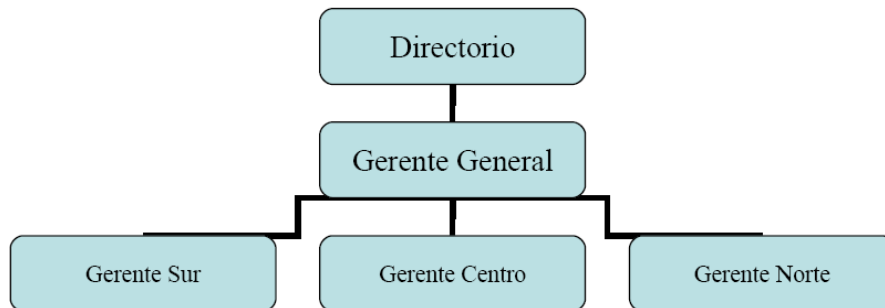 Directorio
Gerente General
Gerente Sur
Gerente Centro
Gerente Norte